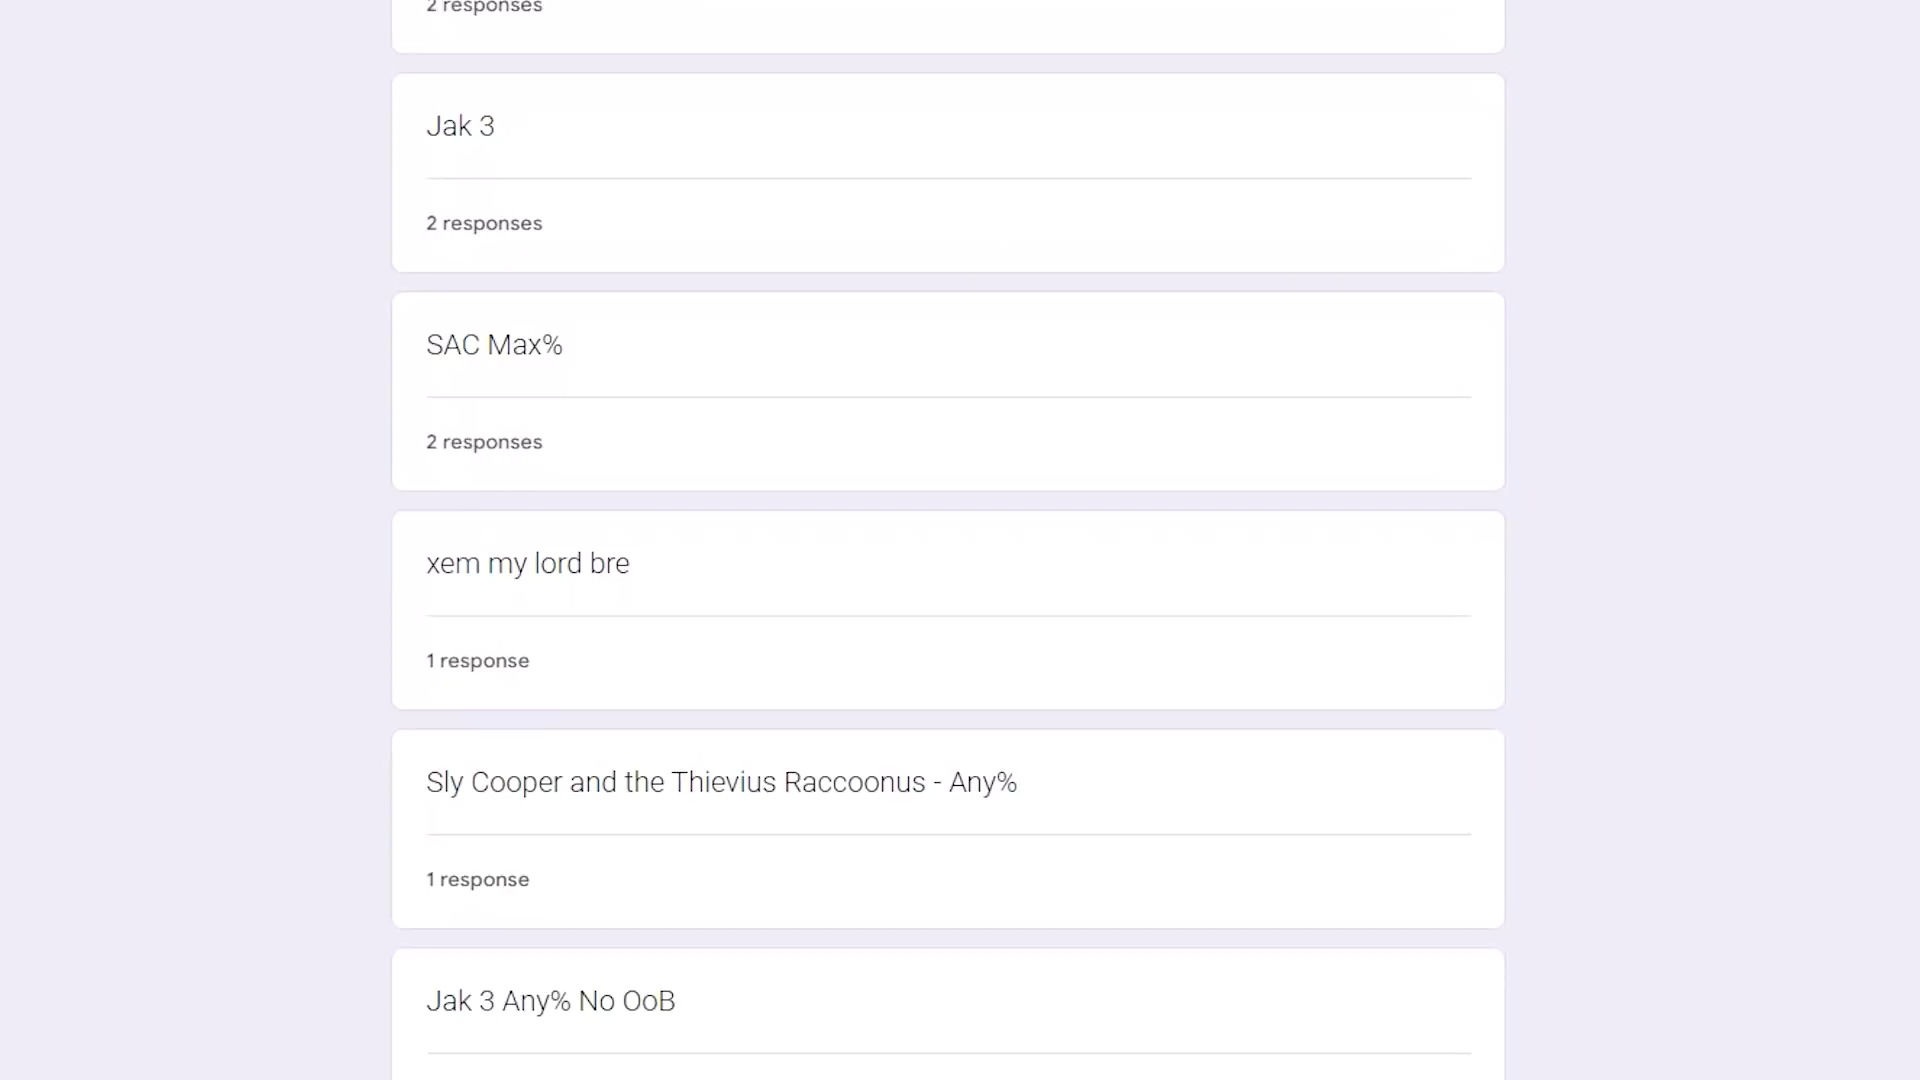 2 responses
Jak 3
2 responses
SAC Max%
2 responses
xem my lord bre
1 response
Sly Cooper and the Thievius Raccoonus - Any%
1 response
Jak 3 Any% No OoB